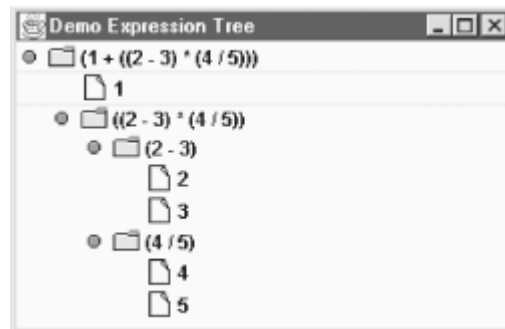 Demo Expression Tree
(1 + ((2 - 3) * (4 / 5)))
1
((2 - 3) * (4 / 5))
(2 - 3)
2
3
(4 / 5)
4
5